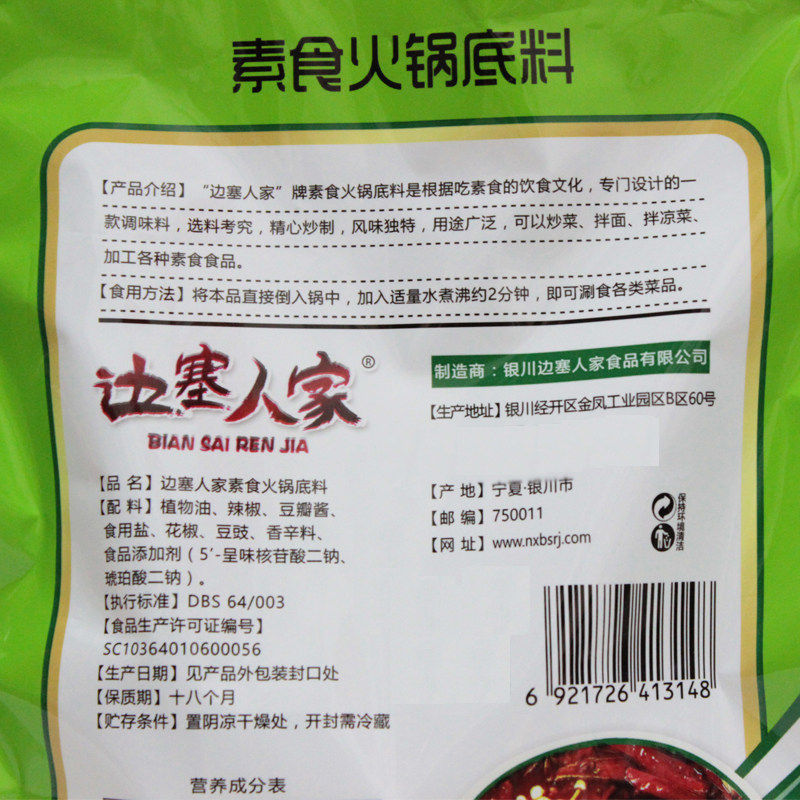 素食火锅底料
【产品介绍】“边塞人家”牌素食火锅底料是根据吃素食的饮食文化，专门设计的一
款调味料，选料考究，精心炒制，风味独特，用途广泛，可以炒菜、拌面、拌凉菜、
加工各种素食食品。
【食用方法】将本品直接倒入锅中，加入适量水煮沸约2分钟，即可涮食各类菜品。
边塞人家®
BIAN SAI REN JIA
【品 名】边塞人家素食火锅底料
【配 料】植物油、辣椒、豆瓣酱、
食用盐、花椒、豆豉、香辛料、
食品添加剂（5′-呈味核苷酸二钠、
琥珀酸二钠）。
【执行标准】DBS 64/003
【食品生产许可证编号】
SC10364010600056
【生产日期】见产品外包装封口处
【保质期】十八个月
【贮存条件】置阴凉干燥处，开封需冷藏
制造商：银川边塞人家食品有限公司
【生产地址】银川经开区金凤工业园区B区60号
【产 地】宁夏·银川市
【邮 编】750011
【网 址】www.nxbsrj.com
保持环境清洁
6 921726 413148
营养成分表